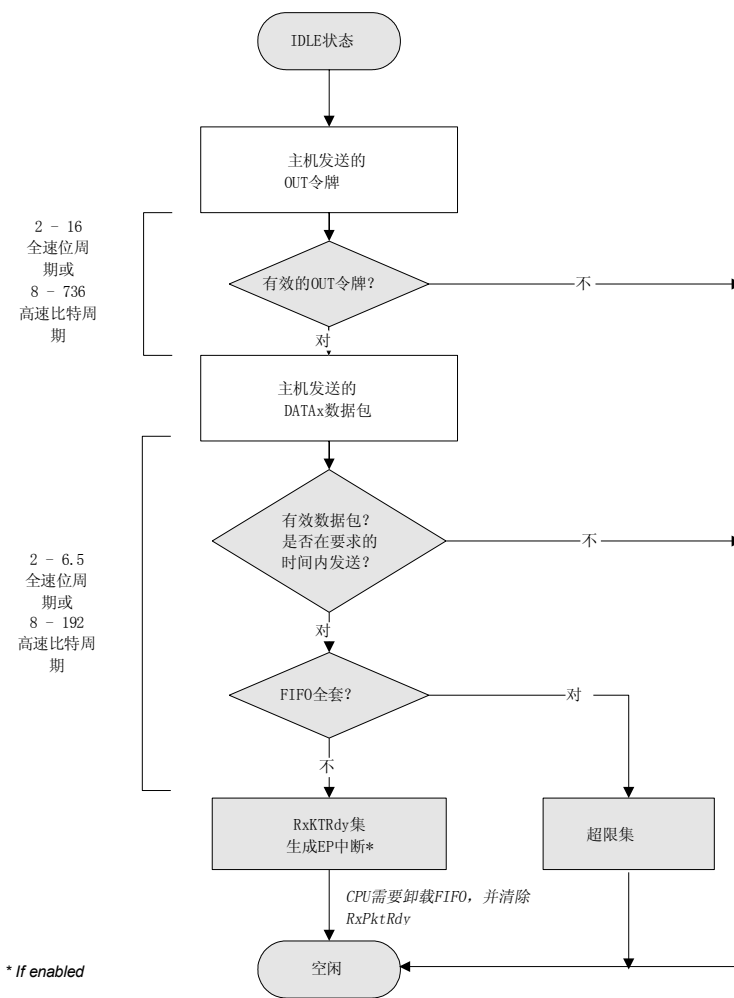 IDLE状态
主机发送的
OUT令牌
2 - 16
全速位周
期或
8 - 736
高速比特周
期
有效的OUT令牌?
不
对
主机发送的
DATAx数据包
2 - 6.5
全速位周
期或
8 - 192
高速比特周
期
有效数据包?
是否在要求的
时间内发送?
不
对
FIFO全套?
对
不
RxKTRdy集
生成EP中断*
超限集
CPU需要卸载FIFO，并清除
RxPktRdy
空闲
* If enabled